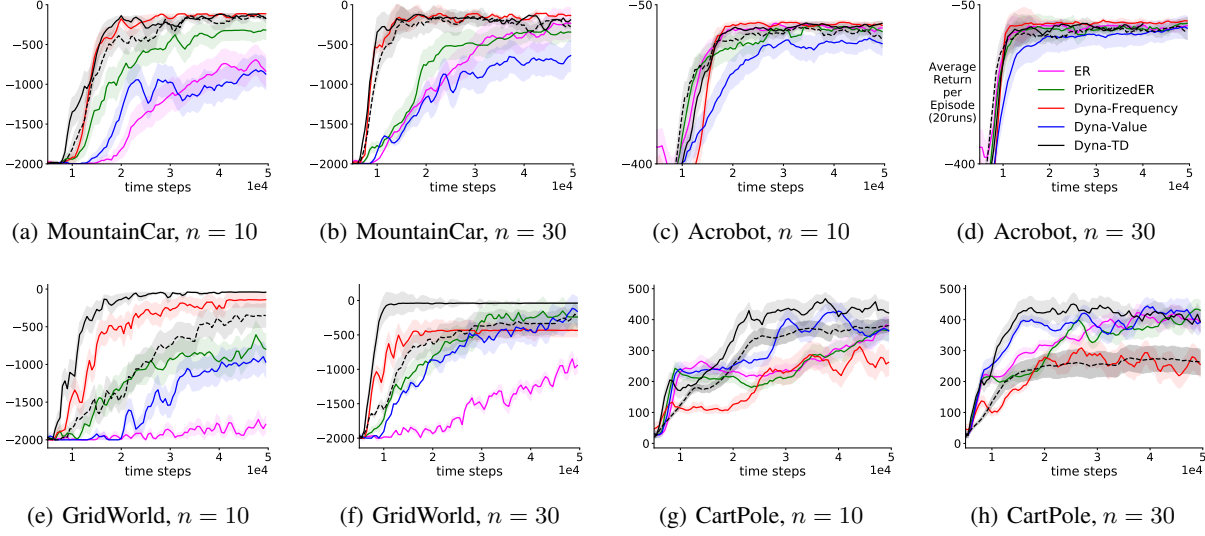 0
−500
−1000
−1500
−2000
1 2 3 4 5
time steps 1e4
(a) MountainCar, n = 10
0
−500
−1000
−1500
−2000
1 2 3 4 5
time steps 1e4
(b) MountainCar, n = 30
−50
−400
1 2 3 4 5
time steps 1e4
(c) Acrobot, n = 10
−50
Average
Return
per
Episode
(20runs)
−400
ER
PrioritizedER
Dyna-Frequency
Dyna-Value
Dyna-TD
1 2 3 4 5
time steps 1e4
(d) Acrobot, n = 30
0
−500
−1000
−1500
−2000
1 2 3 4 5
time steps 1e4
(e) GridWorld, n = 10
0
−500
−1000
−1500
−2000
1 2 3 4 5
time steps 1e4
(f) GridWorld, n = 30
500
400
300
200
100
0
1 2 3 4 5
time steps 1e4
(g) CartPole, n = 10
500
400
300
200
100
0
1 2 3 4 5
time steps 1e4
(h) CartPole, n = 30